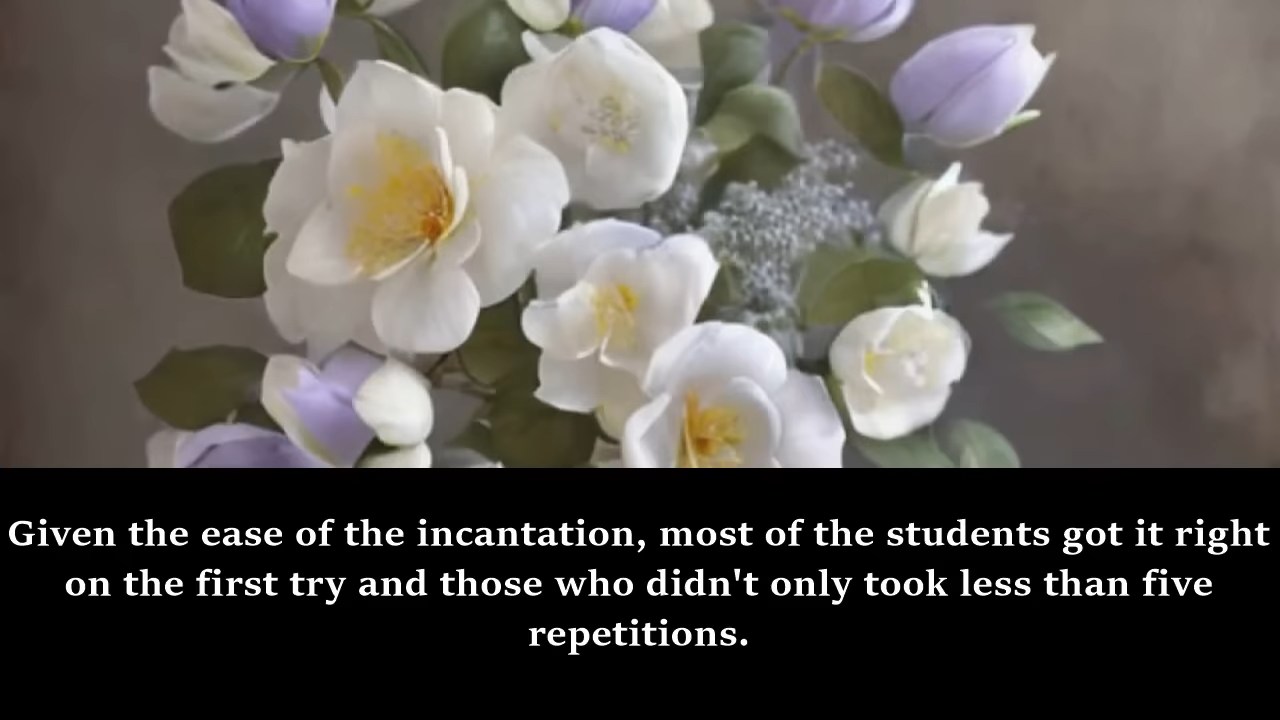 Given the ease of the incantation, most of the students got it right
on the first try and those who didn't only took less than five
repetitions.